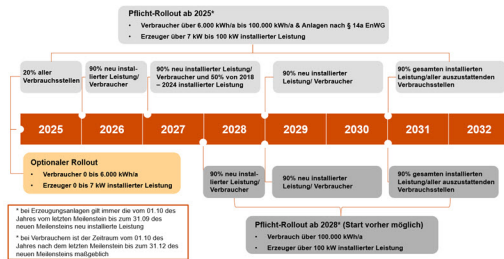 Pflicht-Rollout ab 2025*
• Verbraucher über 6.000 kWh/a bis 100.000 kWh/a & Anlagen nach § 14a EnWG
• Erzeuger über 7 kW bis 100 kW installierter Leistung
20% aller
Verbrauchsstellen
90% neu instal-
lierter Leistung/
Verbraucher
90% neu installierter Leistung/
Verbraucher und 50% von 2018
– 2024 installierter Leistung
90% neu installierter
Leistung/ Verbraucher
90% gesamten installierten
Leistung/aller auszustattenden
Verbrauchsstellen
2025
2026
2027
2028
2029
2030
2031
2032
Optionaler Rollout
• Verbraucher 0 bis 6.000 kWh/a
• Erzeuger 0 bis 7 kW installierter Leistung
90% neu instal-
lierter Leistung/
Verbraucher
90% neu installierter
Leistung/ Verbraucher
90% gesamten installierten
Leistung/aller auszustattenden
Verbrauchsstellen
* bei Erzeugungsanlagen gilt immer die vom 01.10 des
Jahres vom letzten Meilenstein bis zum 31.09 des
neuen Meilensteins neu installierte Leistung
* bei Verbrauchern ist der Zeitraum vom 01.10 des
Jahres nach dem letzten Meilenstein bis zum 31.12 des
neuen Meilensteins maßgeblich
Pflicht-Rollout ab 2028* (Start vorher möglich)
• Verbrauch über 100.000 kWh/a
• Erzeuger über 100 kW installierter Leistung